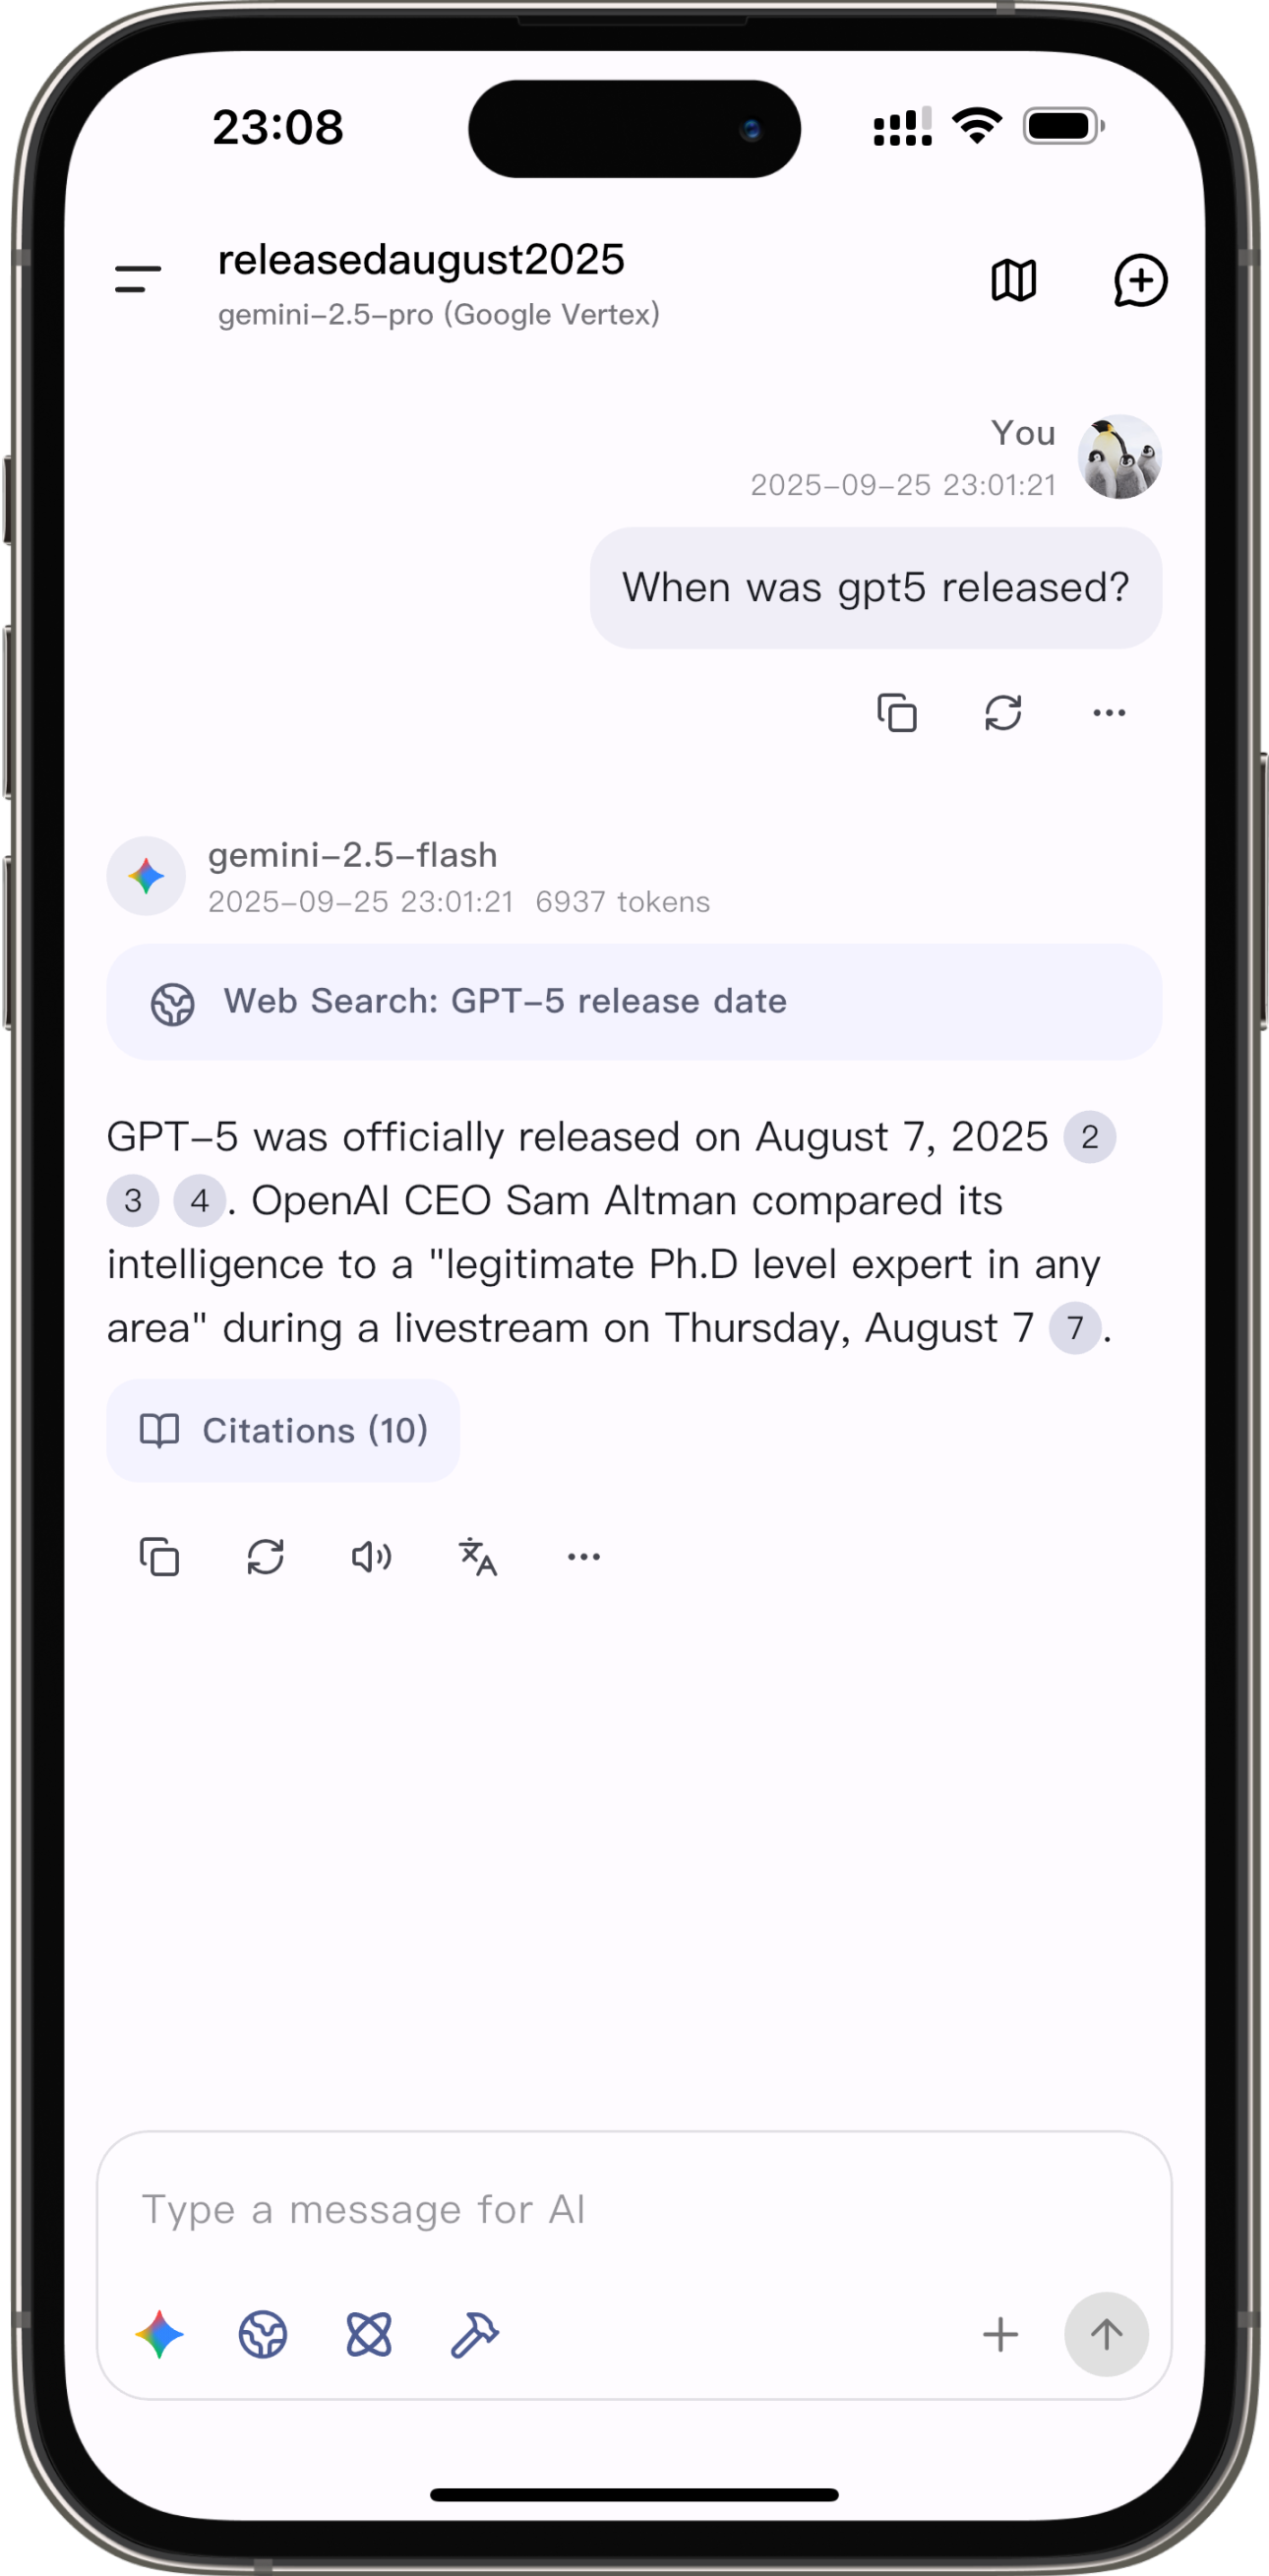 23:08
releasedaugust2025
gemini-2.5-pro (Google Vertex)
You
2025-09-25 23:01:21
When was gpt5 released?
gemini-2.5-flash
2025-09-25 23:01:21 6937 tokens
Web Search: GPT-5 release date
GPT-5 was officially released on August 7, 2025 2
3 4. OpenAI CEO Sam Altman compared its
intelligence to a "legitimate Ph.D level expert in any
area" during a livestream on Thursday, August 7 7.
Citations (10)
Type a message for AI